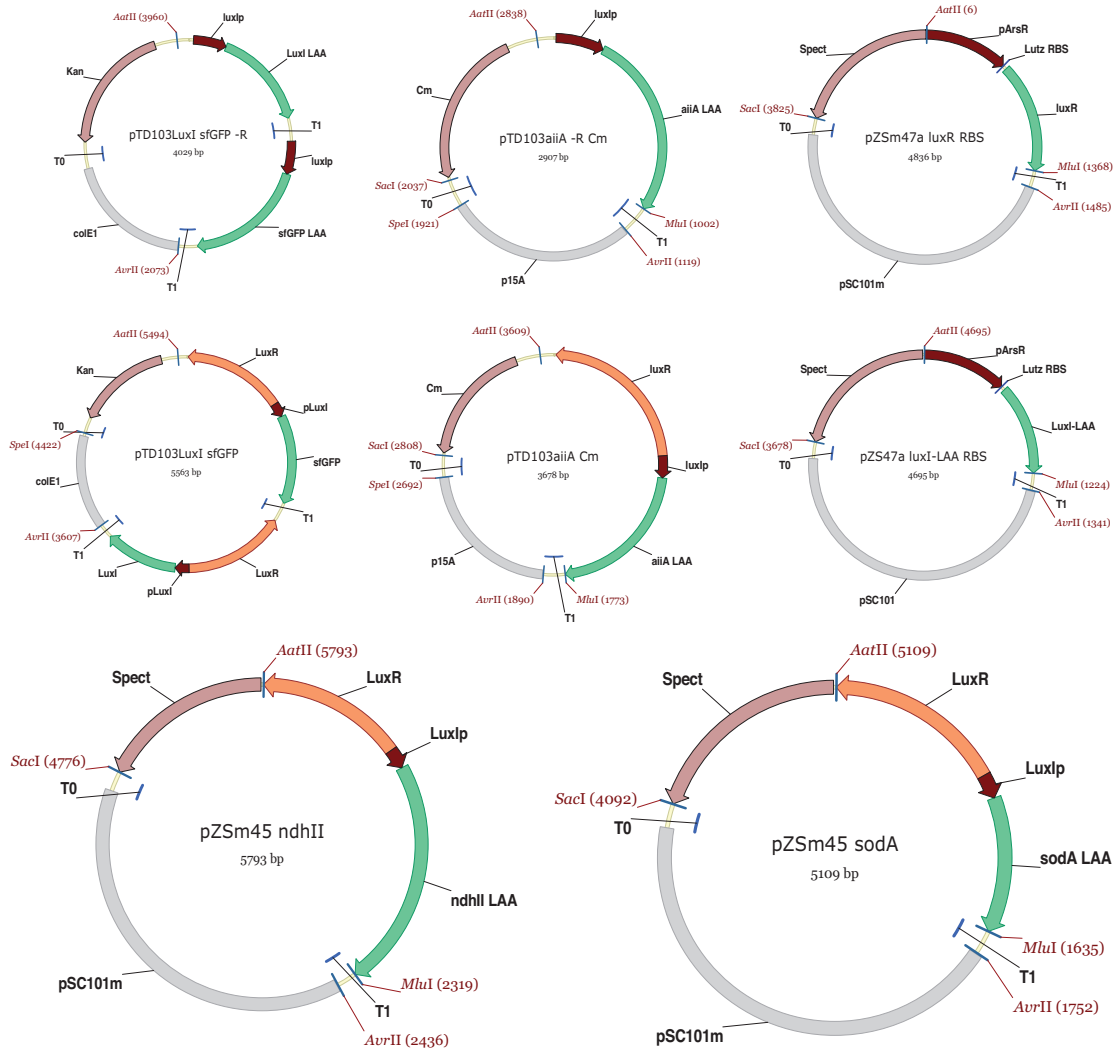 AatII (3960)
luxIp
LuxI LAA
Kan
T1
pTD103LuxI sfGFP -R
4029 bp
T0
luxIp
colE1
sfGFP LAA
AvrII (2073)
T1
AatII (2838)
luxIp
Cm
aiiA LAA
pTD103aiiA -R Cm
2907 bp
SacI (2037)
T0
SpeI (1921)
MluI (1002)
T1
AvrII (1119)
p15A
AatII (6)
pArsR
Spect
Lutz RBS
luxR
SacI (3825)
T0
pZSm47a luxR RBS
4836 bp
MluI (1368)
T1
AvrII (1485)
pSC101m
AatII (5494)
LuxR
Kan
pLuxI
T0
SpeI (4422)
pTD103LuxI sfGFP
5563 bp
sfGFP
colE1
T1
AvrII (3607)
T1
LuxI
LuxR
pLuxI
AatII (3609)
luxR
Cm
SacI (2808)
T0
pTD103aiiA Cm
3678 bp
luxIp
SpeI (2692)
p15A
aiiA LAA
AvrII (1890)
MluI (1773)
T1
AatII (4695)
pArsR
Spect
Lutz RBS
LuxI-LAA
SacI (3678)
T0
pZS47a luxI-LAA RBS
4695 bp
MluI (1224)
T1
AvrII (1341)
pSC101
AatII (5793)
Spect
LuxR
LuxIp
SacI (4776)
T0
pZSm45 ndhII
5793 bp
ndhII LAA
pSC101m
MluI (2319)
T1
AvrII (2436)
AatII (5109)
Spect
LuxR
LuxIp
SacI (4092)
T0
pZSm45 sodA
5109 bp
sodA LAA
MluI (1635)
T1
AvrII (1752)
pSC101m